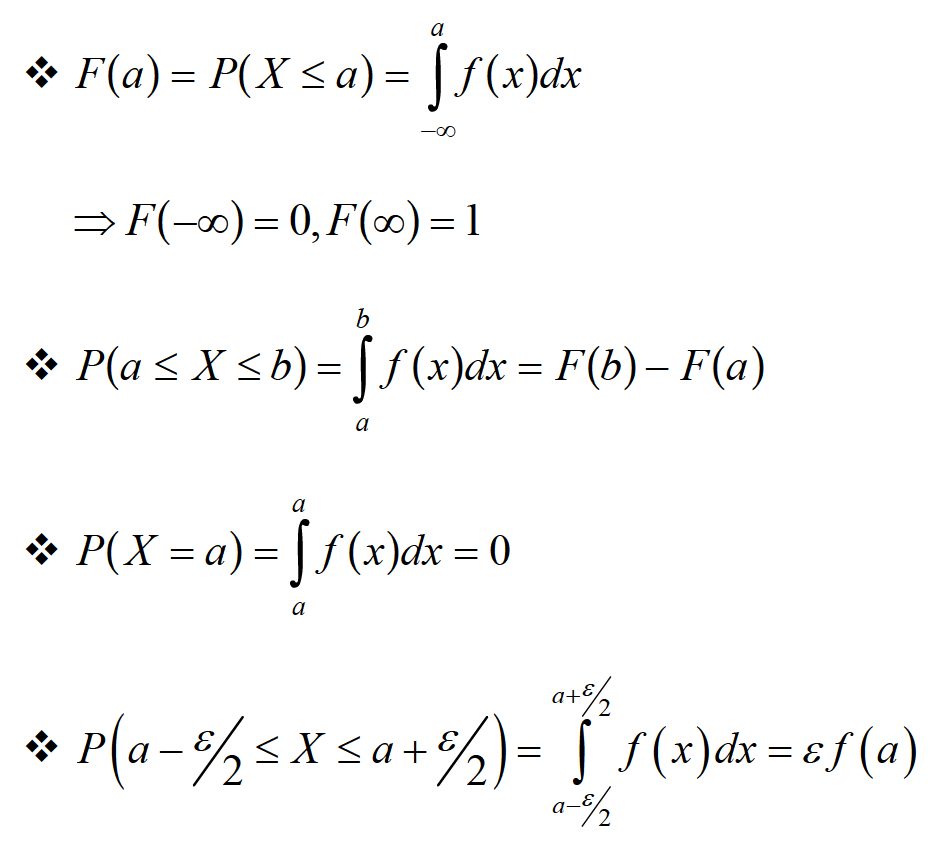 ❖ F(a) = P(X ≤ a) = ∫_{−∞}^{a} f(x)dx
⇒ F(−∞) = 0, F(∞) = 1
❖ P(a ≤ X ≤ b) = ∫_{a}^{b} f(x)dx = F(b) − F(a)
❖ P(X = a) = ∫_{a}^{a} f(x)dx = 0
❖ P(a − ε/2 ≤ X ≤ a + ε/2) = ∫_{a−ε/2}^{a+ε/2} f(x)dx = εf(a)